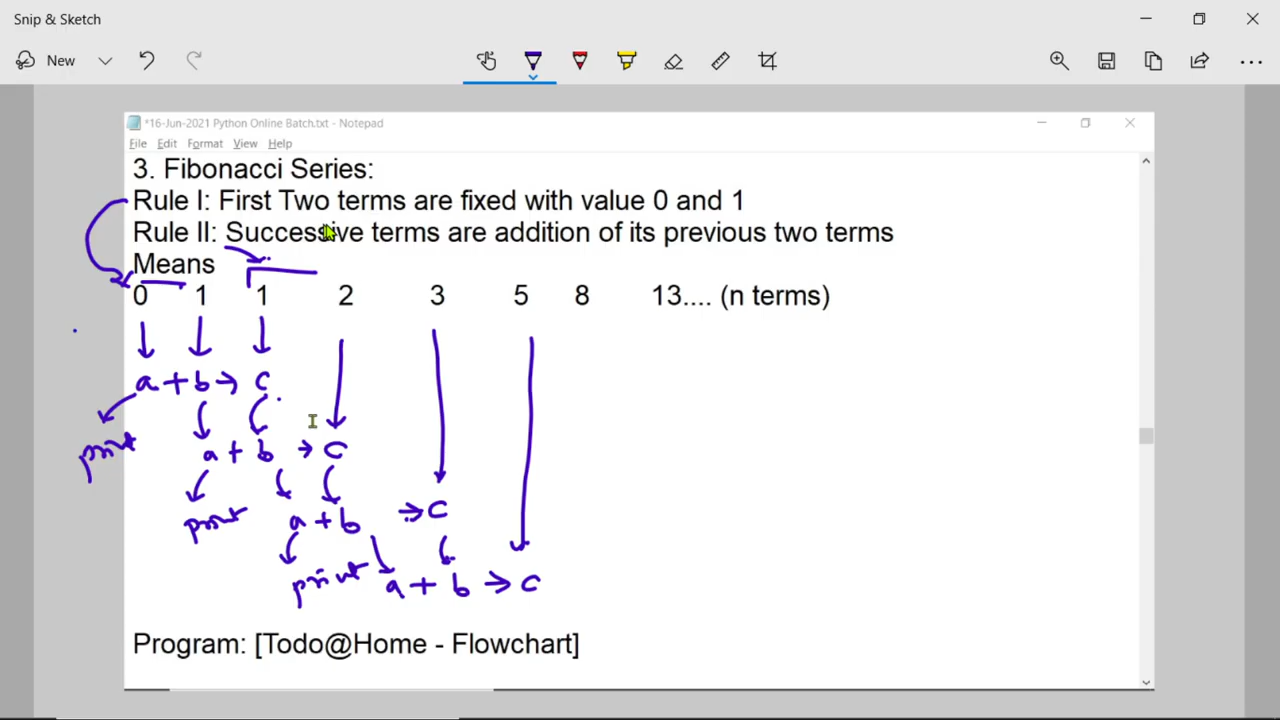 Snip & Sketch
New
*16-Jun-2021 Python Online Batch.txt - Notepad
File Edit Format View Help
3. Fibonacci Series:
Rule I: First Two terms are fixed with value 0 and 1
Rule II: Successive terms are addition of its previous two terms
Means
0 1 1 2 3 5 8 13.... (n terms)
a + b → c
print a + b → c
print a + b → c
print a + b → c
Program: [Todo@Home - Flowchart]